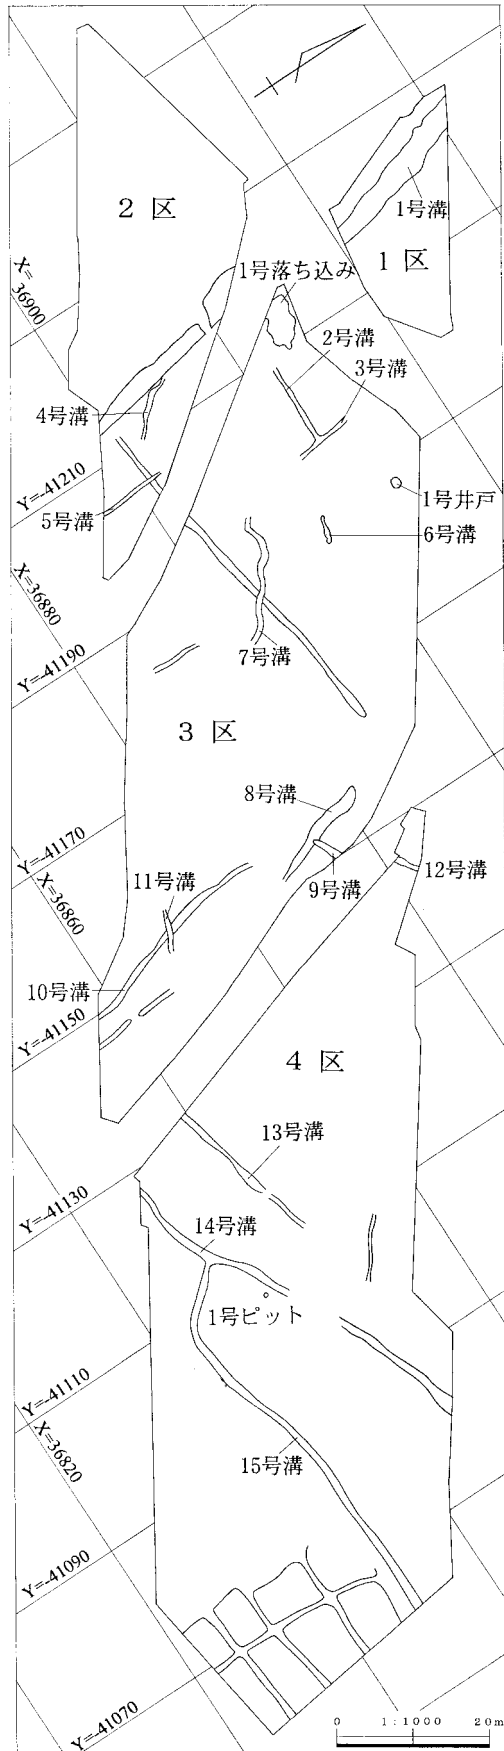 2 区
1号溝
1 区
1号落ち込み
X=
36900
2号溝
3号溝
4号溝
Y=-41210
1号井戸
5号溝
6号溝
X=36880
7号溝
Y=-41190
3 区
8号溝
Y=-41170
11号溝
12号溝
9号溝
X=36860
10号溝
Y=-41150
4 区
13号溝
Y=-41130
14号溝
1号ピット
Y=-41110
X=36820
15号溝
Y=-41090
Y=-41070
0 1:1000 20m